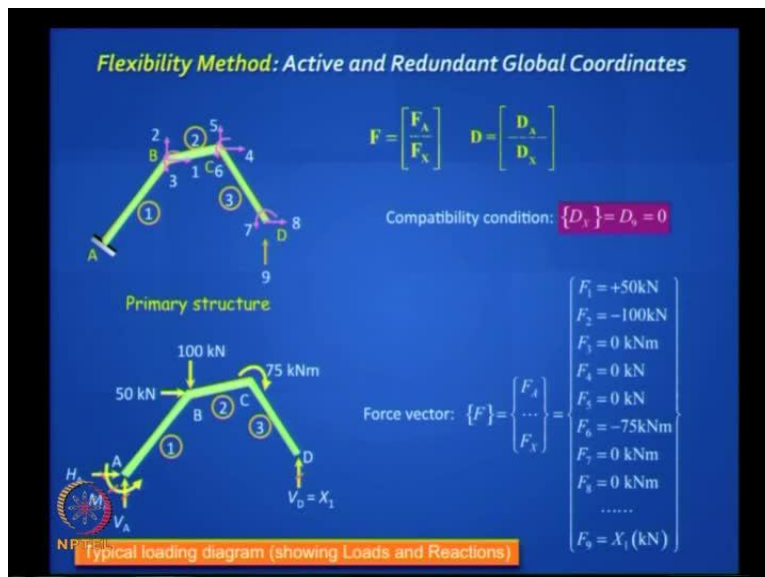 Flexibility Method: Active and Redundant Global Coordinates
5
2
2
B
4
C 6
1
3
1
3
7
8
D
A
9
Primary structure
F = [F_A / F_X] D = [D_A / D_X]
Compatibility condition: {D_X} = D_9 = 0
100 kN
75 kNm
50 kN
B
C
2
3
1
A
D
H_A
M
V_A
V_D = X_1
Force vector: {F} = {F_A ... F_X} =
F_1 = +50kN
F_2 = -100kN
F_3 = 0 kNm
F_4 = 0 kN
F_5 = 0 kN
F_6 = -75kNm
F_7 = 0 kNm
F_8 = 0 kNm
......
F_9 = X_1 (kN)
NPTEL
Typical loading diagram (showing Loads and Reactions)